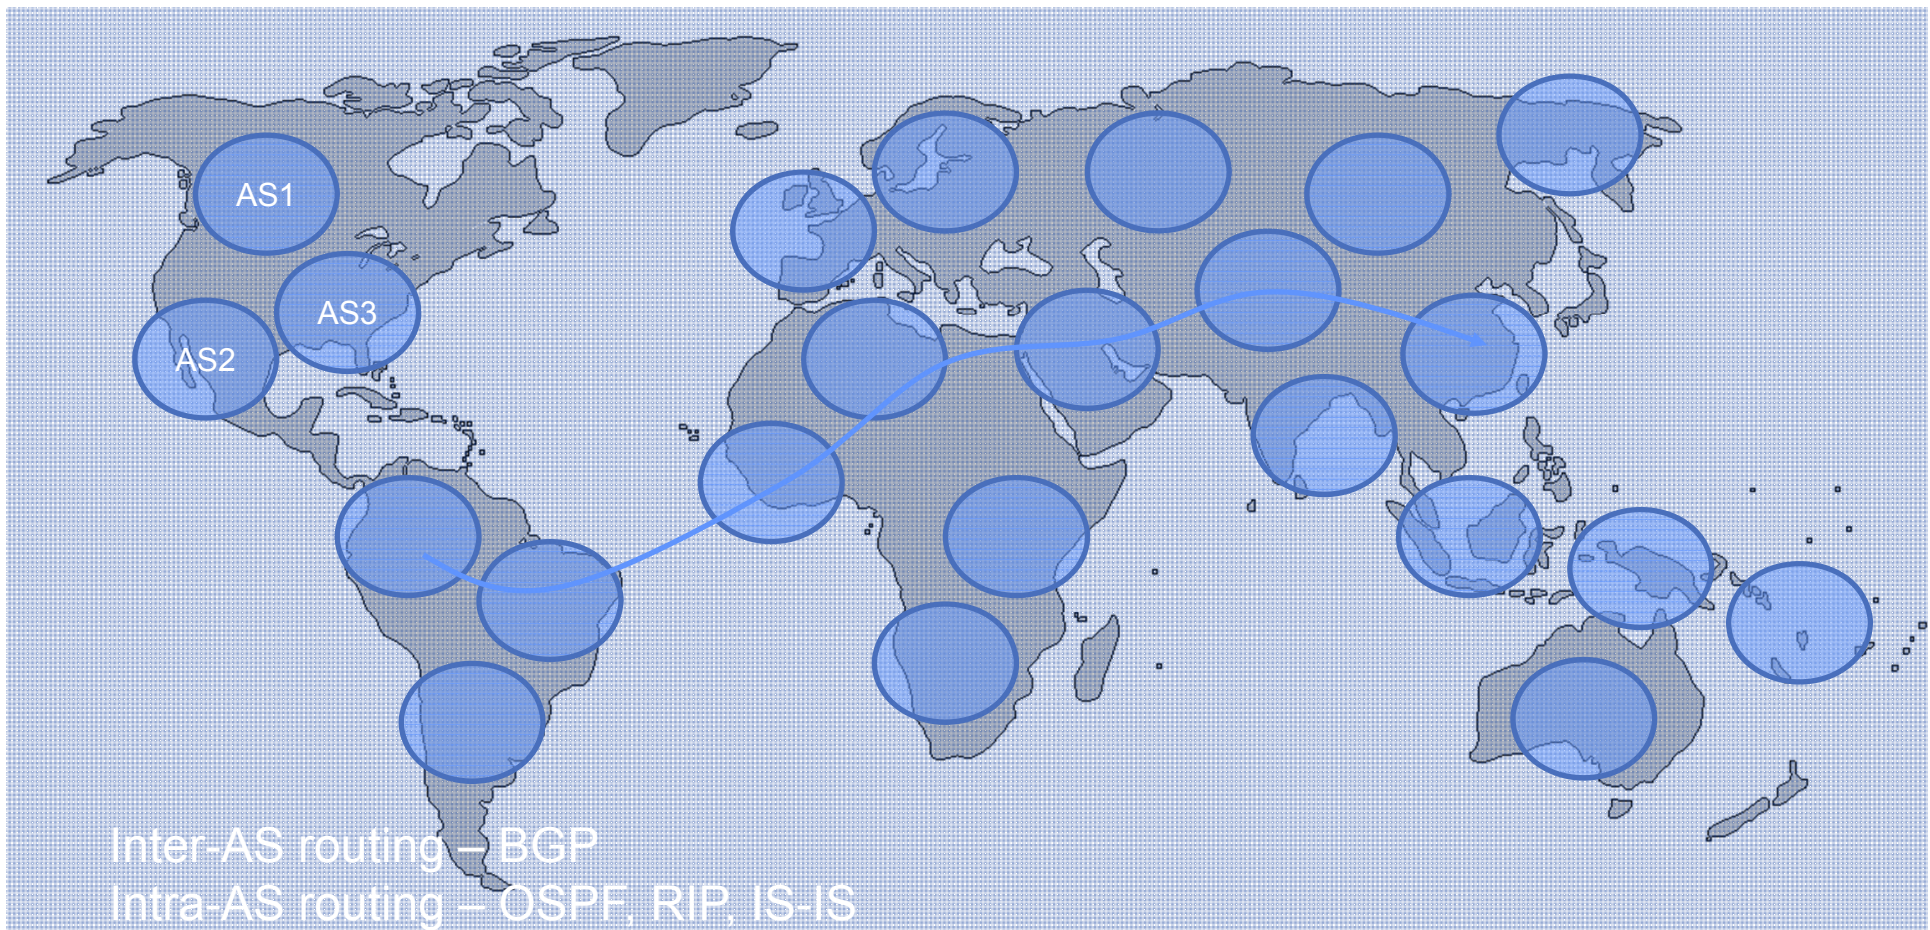 AS1
AS3
AS2
Inter-AS routing – BGP
Intra-AS routing – OSPF, RIP, IS-IS